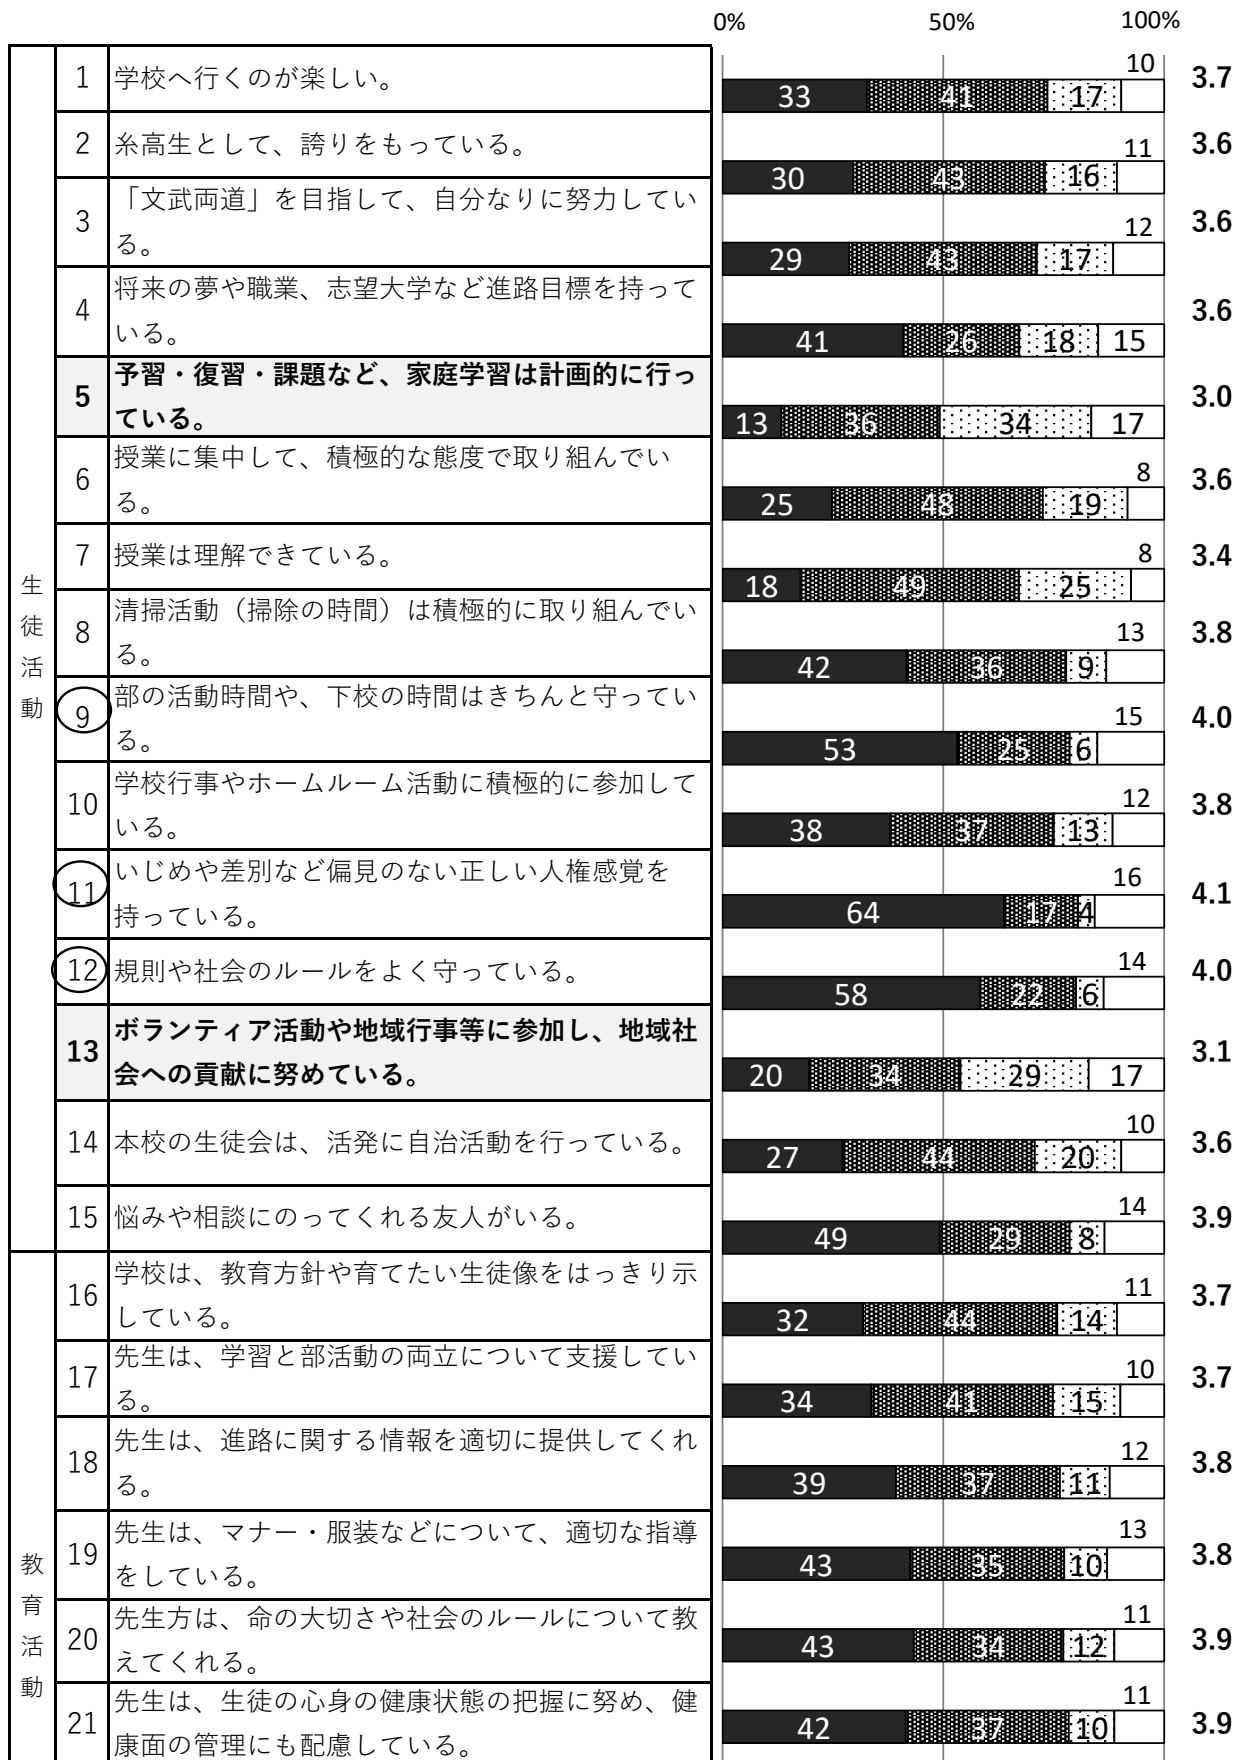 0% 50% 100%
生徒活動
1 学校へ行くのが楽しい。 33 41 17 10 3.7
2 糸高生として、誇りをもっている。 30 43 16 11 3.6
3 「文武両道」を目指して、自分なりに努力してい
る。 29 43 17 12 3.6
4 将来の夢や職業、志望大学など進路目標を持って
いる。 41 26 18 15 3.6
5 予習・復習・課題など、家庭学習は計画的に行っ
ている。 13 36 34 17 3.0
6 授業に集中して、積極的な態度で取り組んでい
る。 25 48 19 8 3.6
7 授業は理解できている。 18 49 25 8 3.4
8 清掃活動（掃除の時間）は積極的に取り組んでい
る。 42 36 9 13 3.8
9 部の活動時間や、下校の時間はきちんと守ってい
る。 53 25 6 15 4.0
10 学校行事やホームルーム活動に積極的に参加して
いる。 38 37 13 12 3.8
11 いじめや差別など偏見のない正しい人権感覚を
持っている。 64 17 4 16 4.1
12 規則や社会のルールをよく守っている。 58 22 6 14 4.0
13 ボランティア活動や地域行事等に参加し、地域社
会への貢献に努めている。 20 34 29 17 3.1
14 本校の生徒会は、活発に自治活動を行っている。 27 44 20 10 3.6
15 悩みや相談にのってくれる友人がいる。 49 29 8 14 3.9
教育活動
16 学校は、教育方針や育てたい生徒像をはっきり示
している。 32 44 14 11 3.7
17 先生は、学習と部活動の両立について支援してい
る。 34 41 15 10 3.7
18 先生は、進路に関する情報を適切に提供してくれ
る。 39 37 11 12 3.8
19 先生は、マナー・服装などについて、適切な指導
をしている。 43 35 10 13 3.8
20 先生方は、命の大切さや社会のルールについて教
えてくれる。 43 34 12 11 3.9
21 先生は、生徒の心身の健康状態の把握に努め、健
康面の管理にも配慮している。 42 37 10 11 3.9